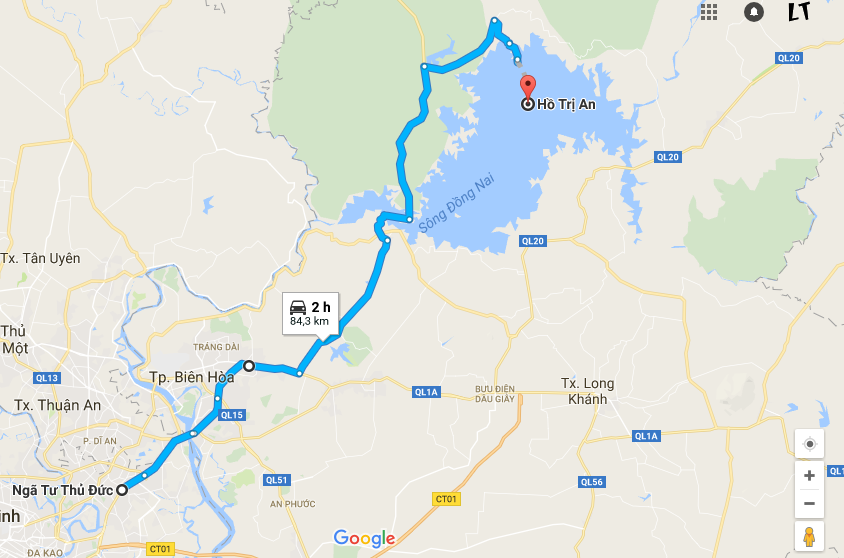 LT
QL20
Hồ Trị An
QL20
Sông Đồng Nai
QL20
Tx. Tân Uyên
2 h
84,3 km
Thủ
Một
TRẢNG DÀI
Tp. Biên Hòa
QL13
QL1A
BƯU ĐIỆN
DẦU GIÂY
Tx. Long
Khánh
Tx. Thuận An
QL15
QL1A
P. DĨ AN
QL1
QL51
QL56
Ngã Tư Thủ Đức
CT01
AN PHƯỚC
inh
Google
CT01
ĐA KAO